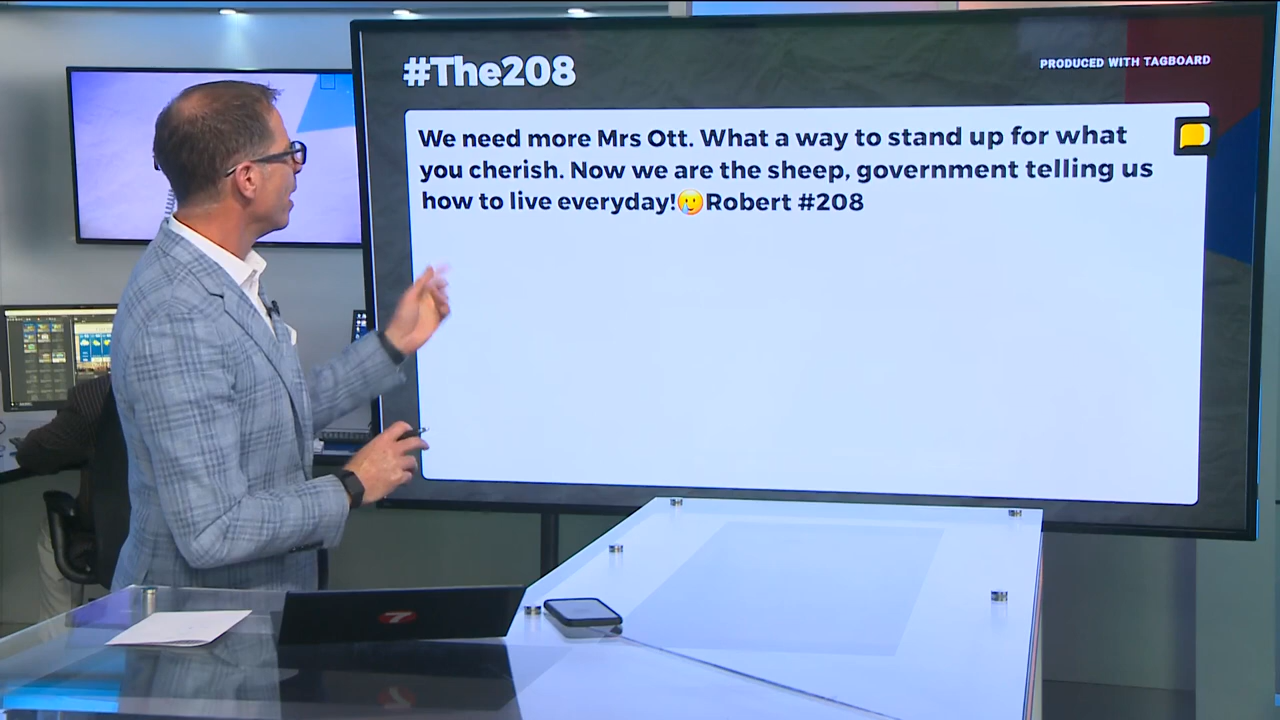 #The208
PRODUCED WITH TAGBOARD
We need more Mrs Ott. What a way to stand up for what
you cherish. Now we are the sheep, government telling us
how to live everyday!🥲Robert #208
7